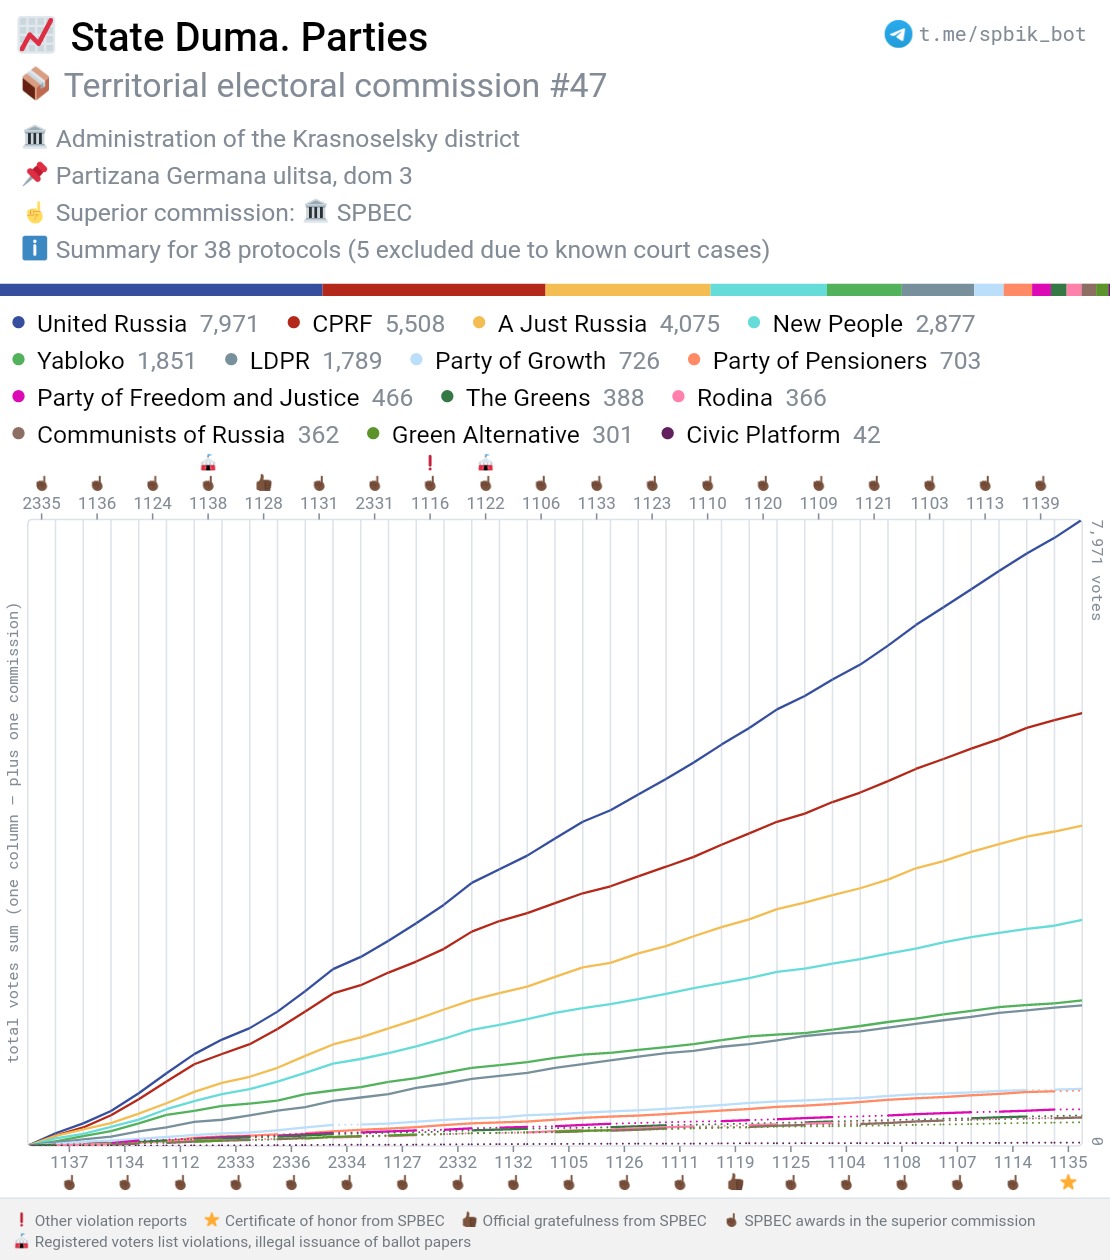 State Duma. Parties
t.me/spbik_bot
Territorial electoral commission #47
Administration of the Krasnoselsky district
Partizana Germana ulitsa, dom 3
Superior commission: SPBEC
Summary for 38 protocols (5 excluded due to known court cases)
United Russia 7,971 CPRF 5,508 A Just Russia 4,075 New People 2,877
Yabloko 1,851 LDPR 1,789 Party of Growth 726 Party of Pensioners 703
Party of Freedom and Justice 466 The Greens 388 Rodina 366
Communists of Russia 362 Green Alternative 301 Civic Platform 42
2335 1136 1124 1138 1128 1131 2331 1116 1122 1106 1133 1123 1110 1120 1109 1121 1103 1113 1139
7,971 votes
total votes sum (one column – plus one commission)
0
1137 1134 1112 2333 2336 2334 1127 2332 1132 1105 1126 1111 1119 1125 1104 1108 1107 1114 1135
Other violation reports Certificate of honor from SPBEC Official gratefulness from SPBEC SPBEC awards in the superior commission
Registered voters list violations, illegal issuance of ballot papers